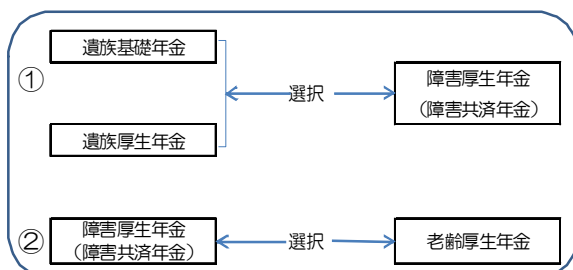 ①
遺族基礎年金
遺族厚生年金
選択
障害厚生年金
(障害共済年金)
②
障害厚生年金
(障害共済年金)
選択
老齢厚生年金